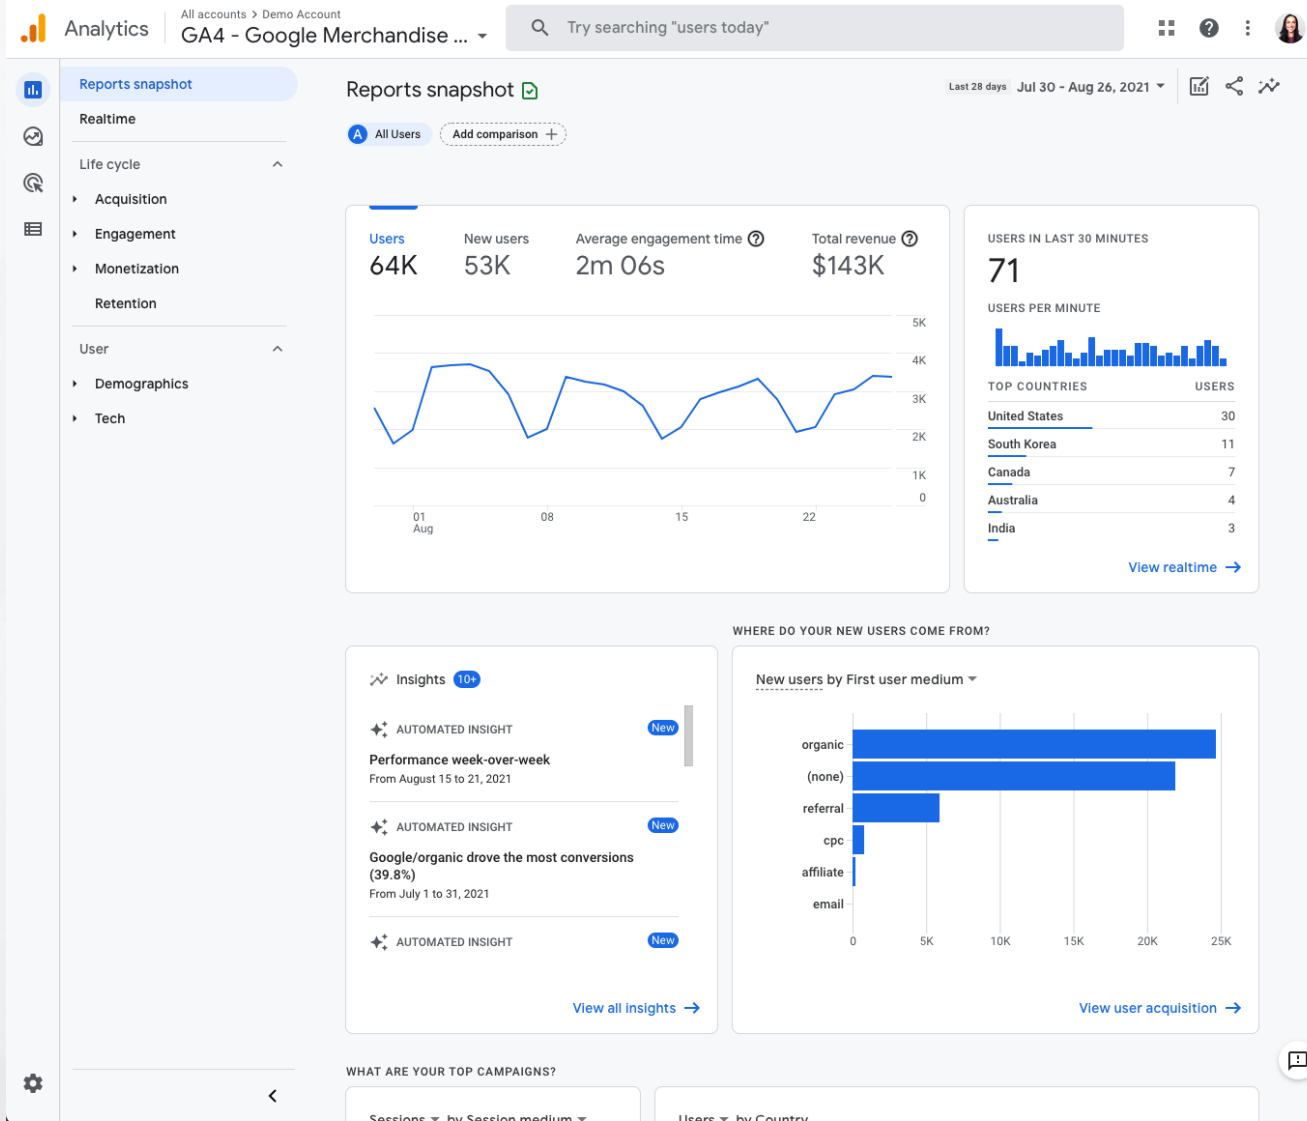 All accounts > Demo Account
Analytics
GA4 - Google Merchandise ...
Try searching "users today"
Reports snapshot
Realtime
Life cycle
Acquisition
Engagement
Monetization
Retention
User
Demographics
Tech
Reports snapshot
Last 28 days Jul 30 - Aug 26, 2021
A All Users
Add comparison +
Users
64K
New users
53K
Average engagement time
2m 06s
Total revenue
$143K
5K
4K
3K
2K
1K
0
01
Aug
08
15
22
USERS IN LAST 30 MINUTES
71
USERS PER MINUTE
TOP COUNTRIES USERS
United States 30
South Korea 11
Canada 7
Australia 4
India 3
View realtime
Insights 10+
AUTOMATED INSIGHT New
Performance week-over-week
From August 15 to 21, 2021
AUTOMATED INSIGHT New
Google/organic drove the most conversions
(39.8%)
From July 1 to 31, 2021
AUTOMATED INSIGHT New
View all insights
WHERE DO YOUR NEW USERS COME FROM?
New users by First user medium
organic
(none)
referral
cpc
affiliate
email
0 5K 10K 15K 20K 25K
View user acquisition
WHAT ARE YOUR TOP CAMPAIGNS?
Sessions by Session medium
Users by Country